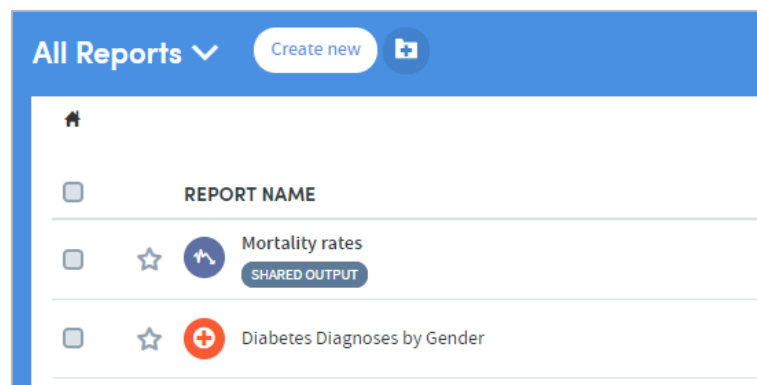 All Reports
Create new
REPORT NAME
Mortality rates
SHARED OUTPUT
Diabetes Diagnoses by Gender